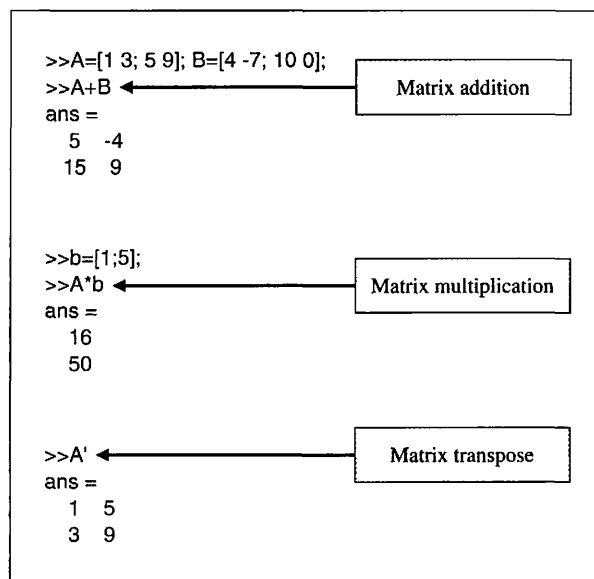 >>A=[1 3; 5 9]; B=[4 -7; 10 0];
>>A+B
Matrix addition
ans =
5 -4
15 9
>>b=[1;5];
>>A*b
Matrix multiplication
ans =
16
50
>>A'
Matrix transpose
ans =
1 5
3 9